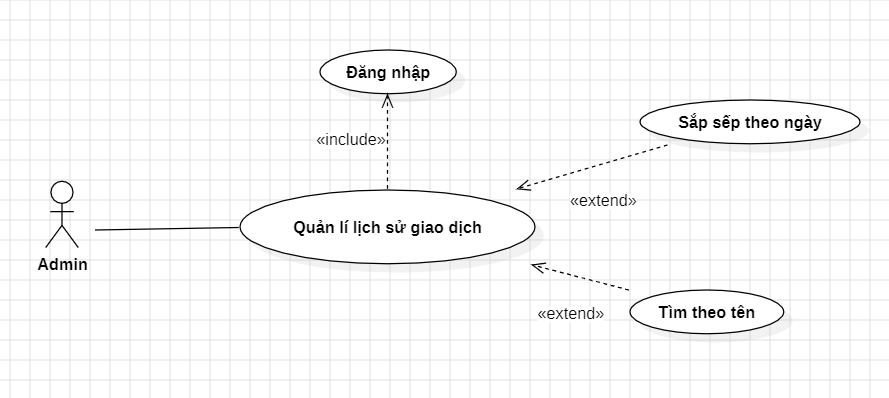 Đăng nhập
Sắp sếp theo ngày
«include»
«extend»
Quản lí lịch sử giao dịch
Admin
«extend»
Tìm theo tên